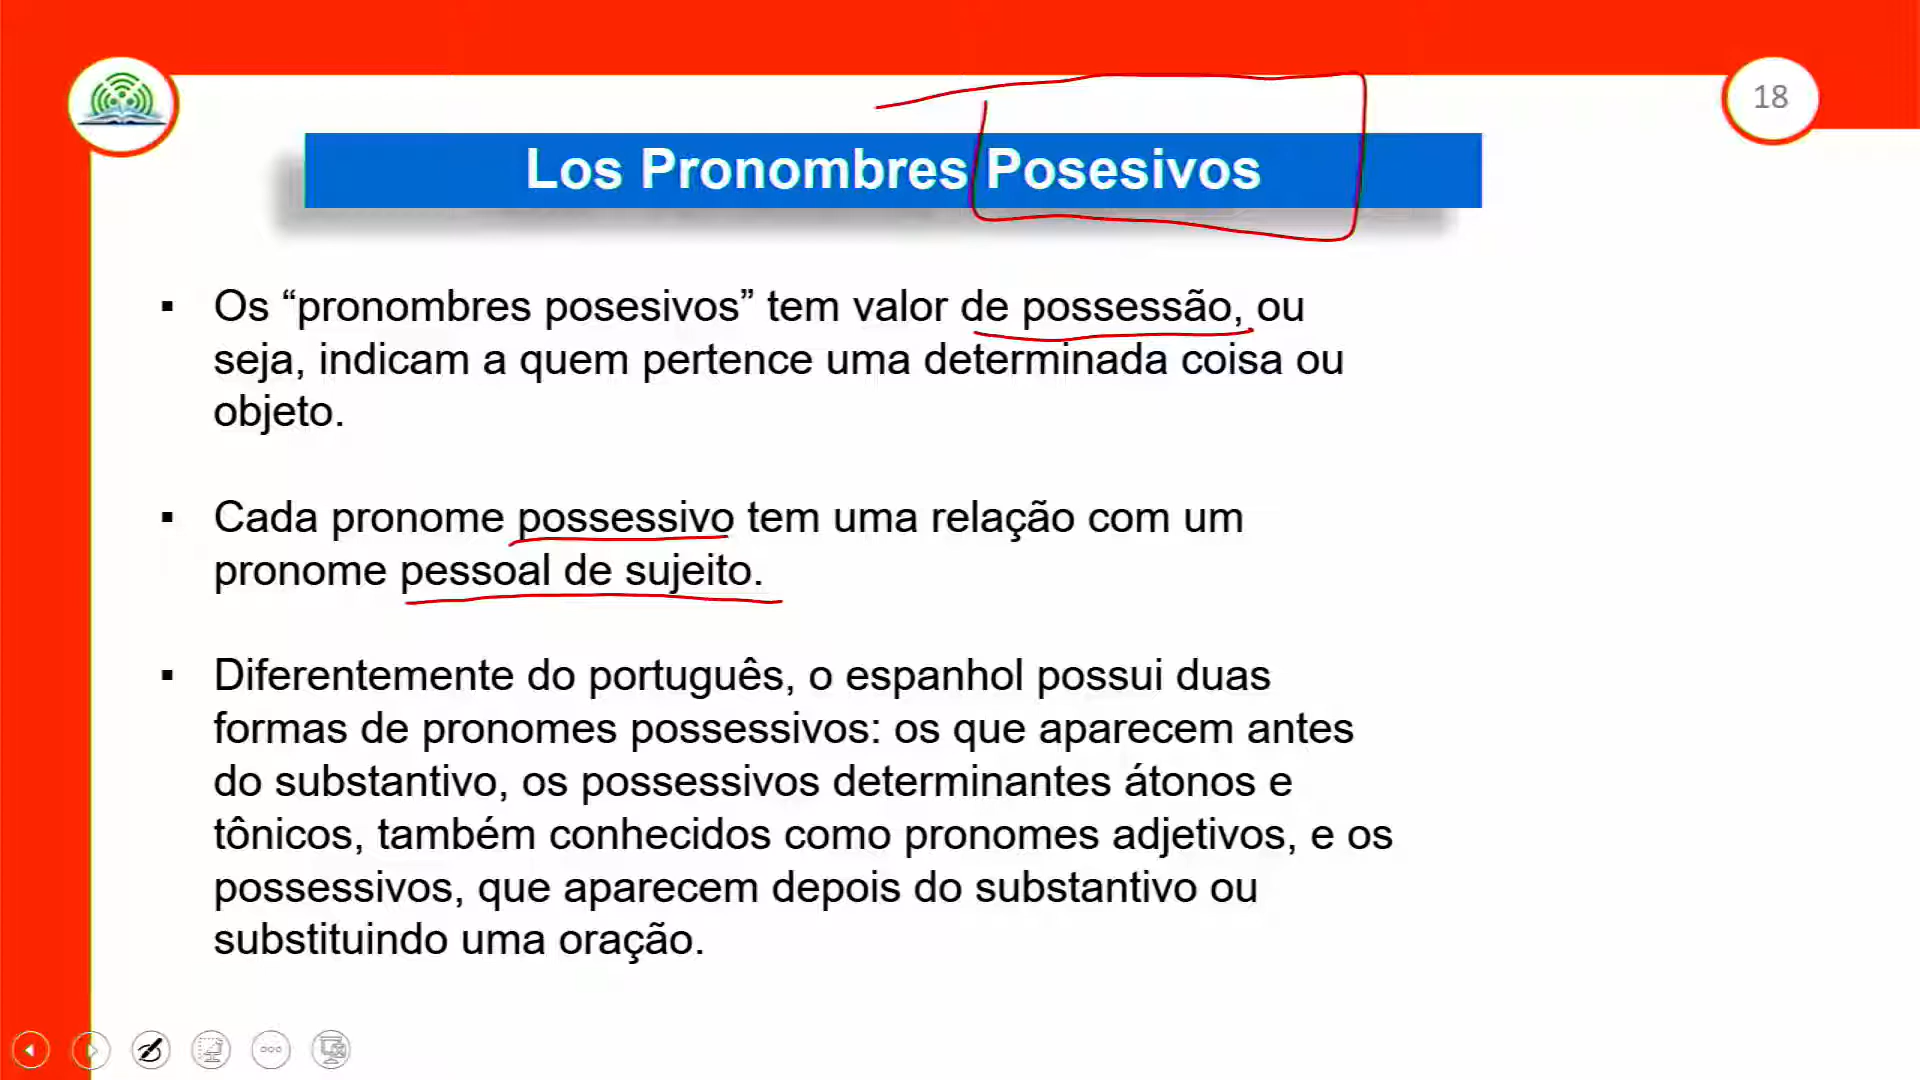 18
Los Pronombres Posesivos
▪ Os “pronombres posesivos” tem valor de possessão, ou
seja, indicam a quem pertence uma determinada coisa ou
objeto.
▪ Cada pronome possessivo tem uma relação com um
pronome pessoal de sujeito.
▪ Diferentemente do português, o espanhol possui duas
formas de pronomes possessivos: os que aparecem antes
do substantivo, os possessivos determinantes átonos e
tônicos, também conhecidos como pronomes adjetivos, e os
possessivos, que aparecem depois do substantivo ou
substituindo uma oração.